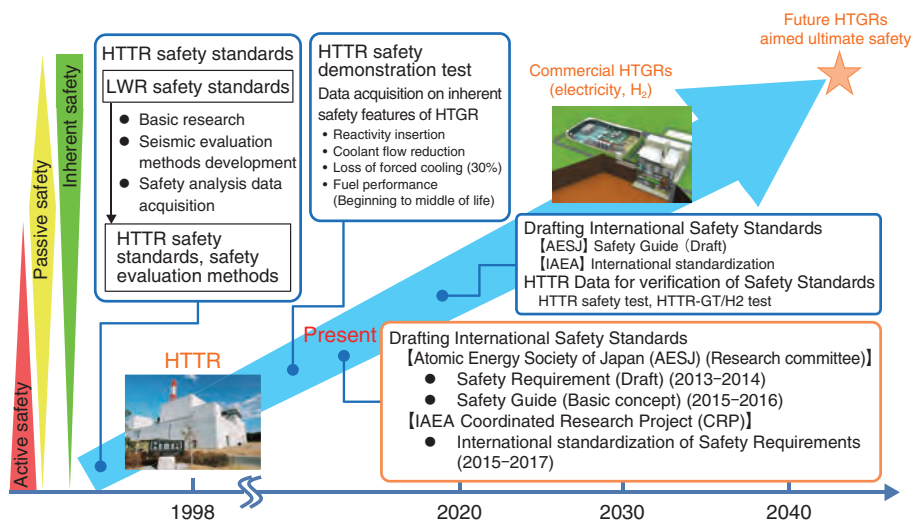 Active safety
Passive safety
Inherent safety
HTTR safety standards
LWR safety standards
● Basic research
● Seismic evaluation
methods development
● Safety analysis data
acquisition
HTTR safety
standards, safety
evaluation methods
HTTR safety
demonstration test
Data acquisition on inherent
safety features of HTGR
• Reactivity insertion
• Coolant flow reduction
• Loss of forced cooling (30%)
• Fuel performance
(Beginning to middle of life)
Commercial HTGRs
(electricity, H₂)
Future HTGRs
aimed ultimate safety
Drafting International Safety Standards
【AESJ】 Safety Guide (Draft)
【IAEA】 International standardization
HTTR Data for verification of Safety Standards
HTTR safety test, HTTR-GT/H2 test
HTTR
HTTR
Present
Drafting International Safety Standards
【Atomic Energy Society of Japan (AESJ) (Research committee)】
● Safety Requirement (Draft) (2013–2014)
● Safety Guide (Basic concept) (2015–2016)
【IAEA Coordinated Research Project (CRP)】
● International standardization of Safety Requirements
(2015–2017)
1998
2020
2030
2040